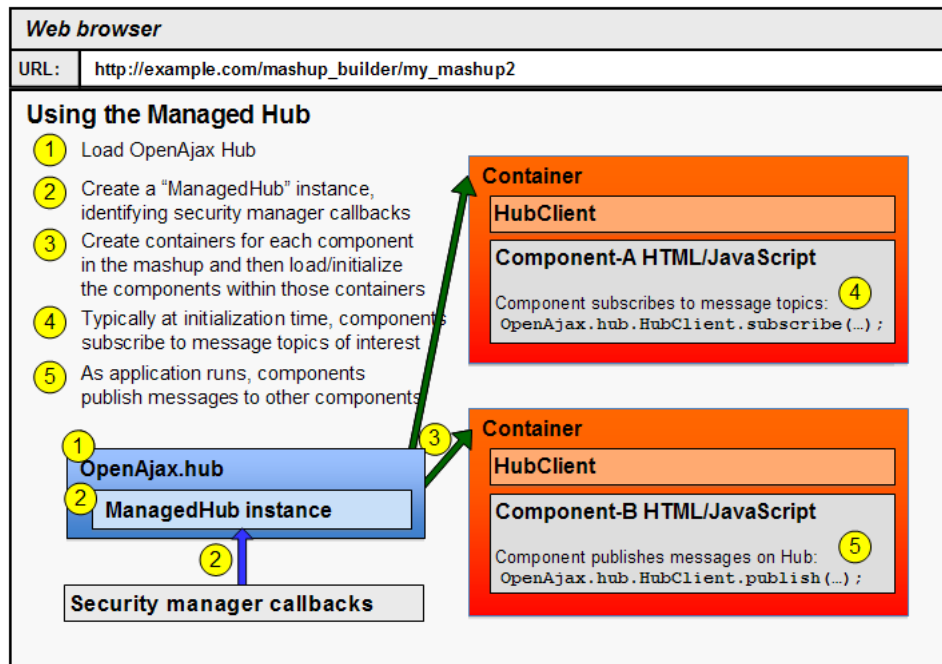 Web browser
URL: http://example.com/mashup_builder/my_mashup2
Using the Managed Hub
1 Load OpenAjax Hub
2 Create a “ManagedHub” instance,
identifying security manager callbacks
3 Create containers for each component
in the mashup and then load/initialize
the components within those containers
4 Typically at initialization time, components
subscribe to message topics of interest
5 As application runs, components
publish messages to other components
1
OpenAjax.hub
2 ManagedHub instance
2
Security manager callbacks
3
Container
HubClient
Component-A HTML/JavaScript
4
Component subscribes to message topics:
OpenAjax.hub.HubClient.subscribe(…);
Container
HubClient
Component-B HTML/JavaScript
5
Component publishes messages on Hub:
OpenAjax.hub.HubClient.publish(…);